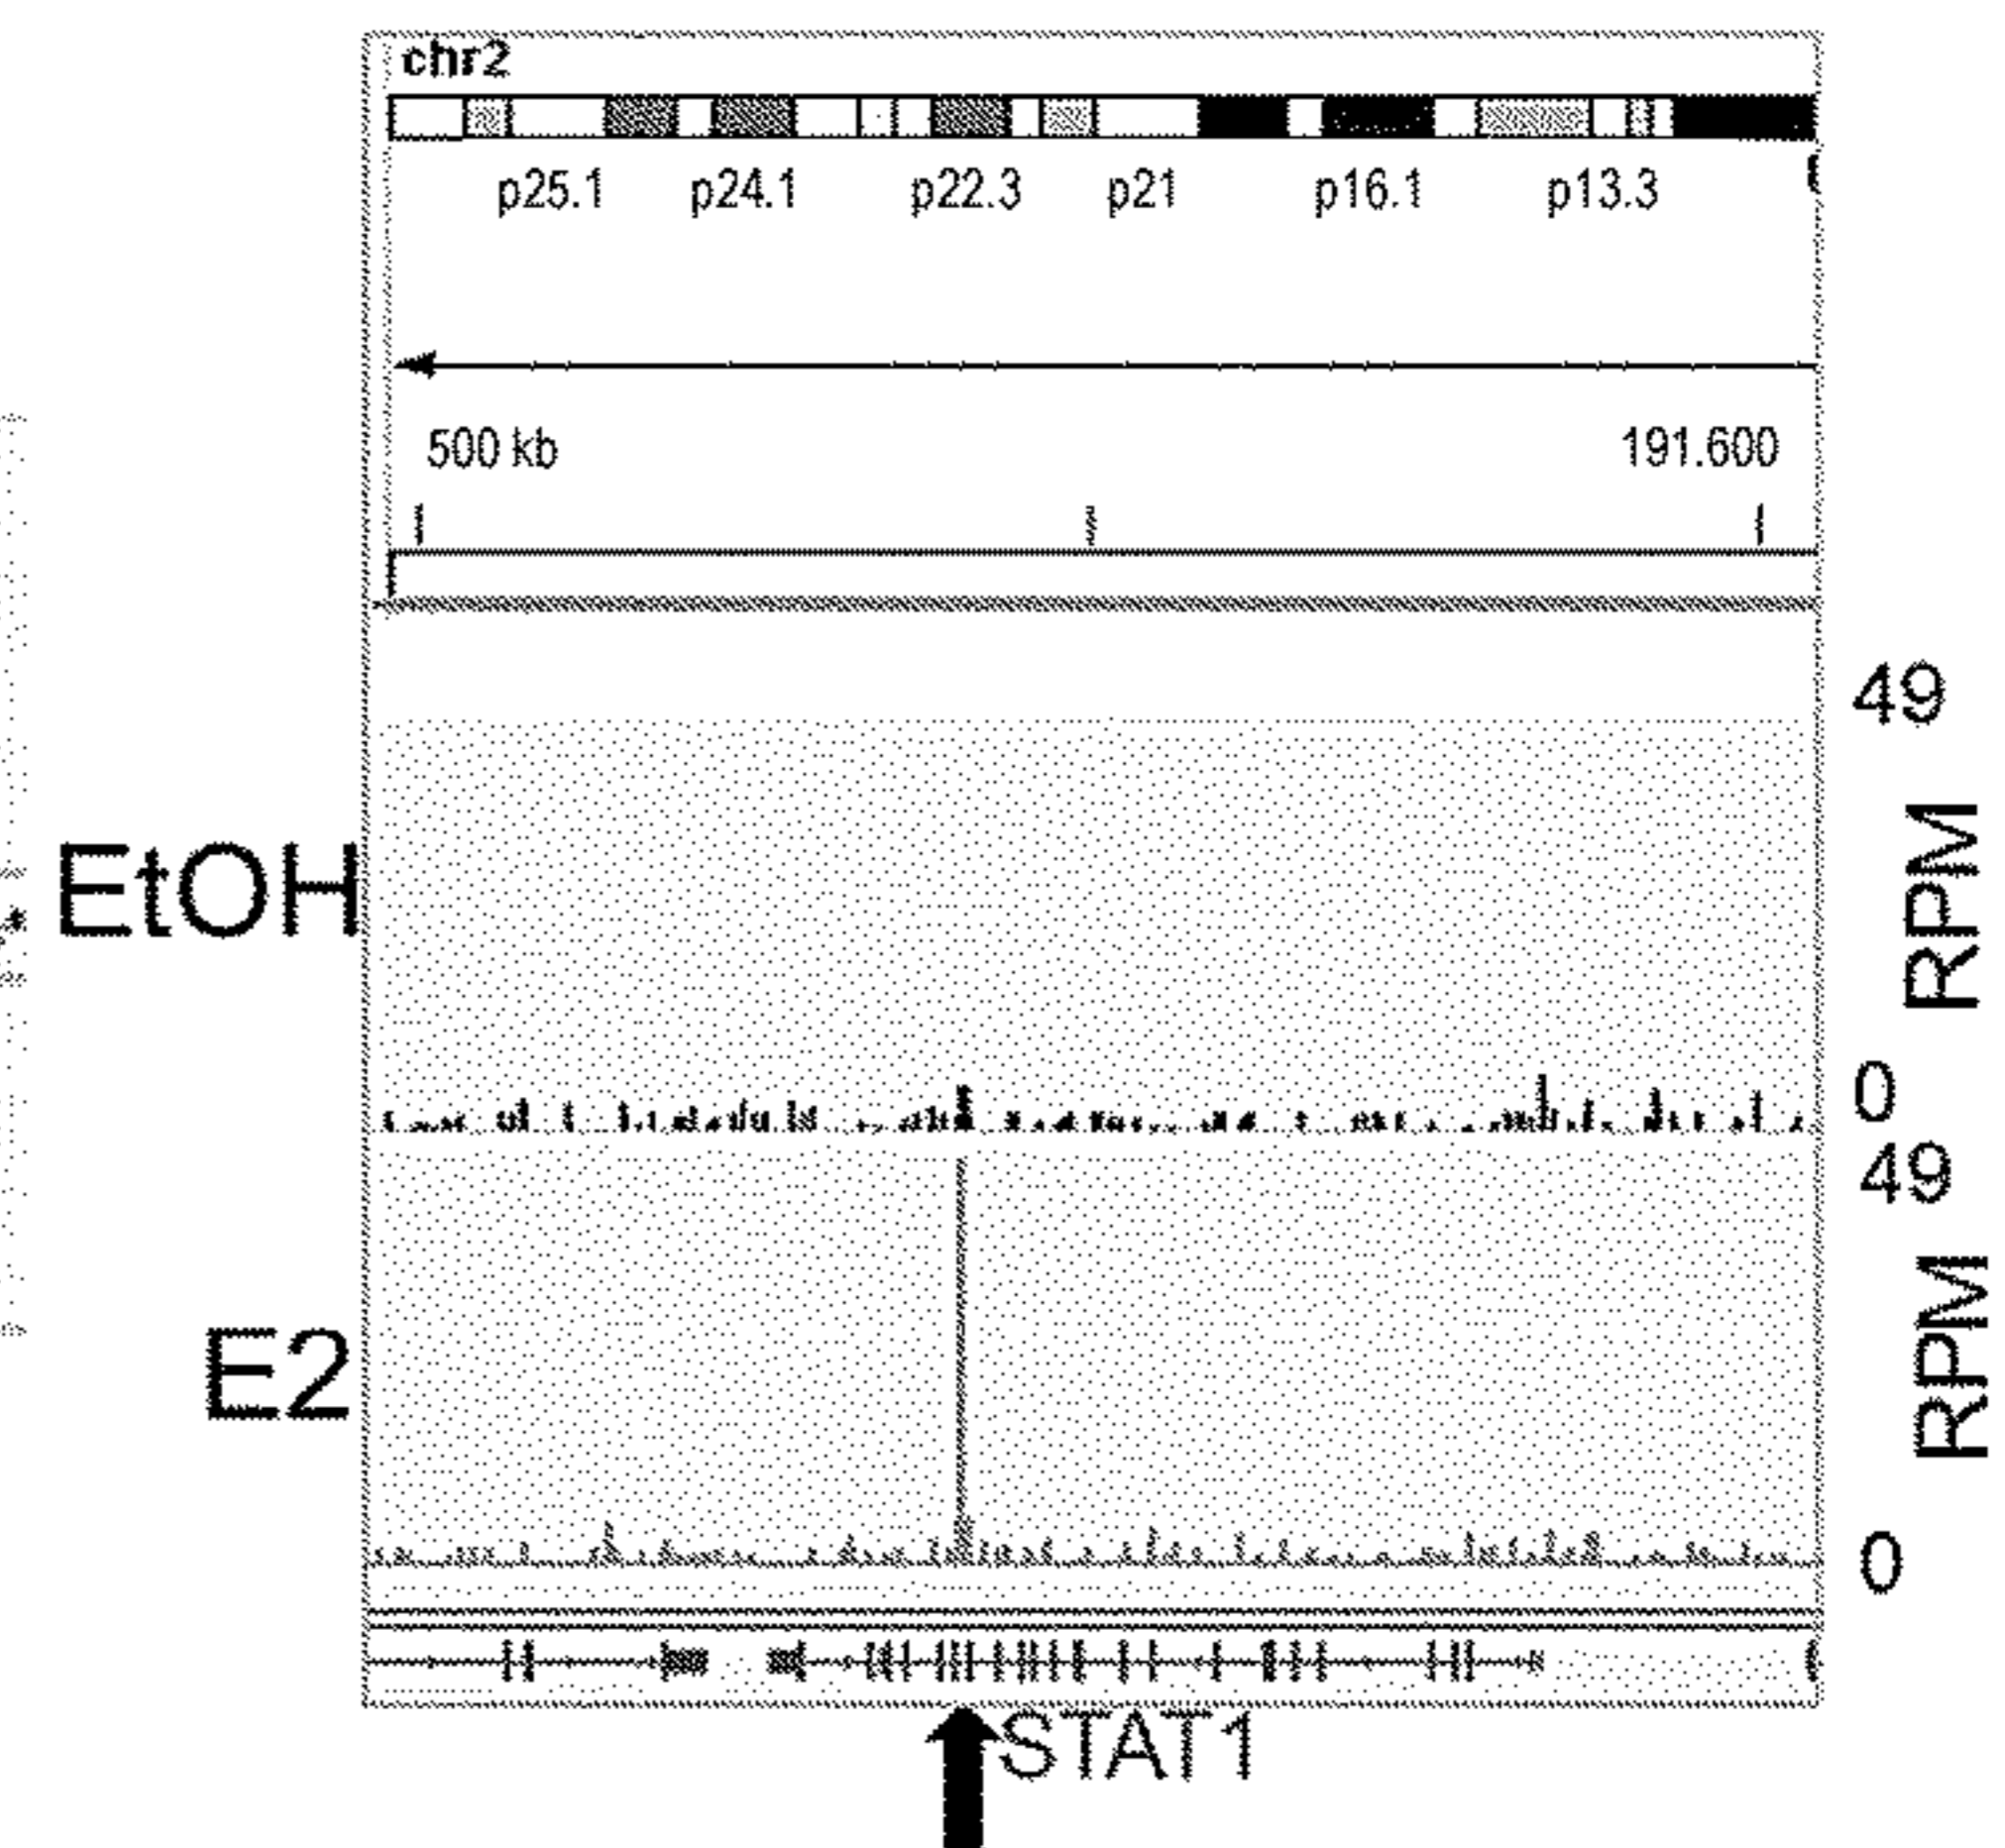 chr2
p25.1 p24.1 p22.3 p21 p16.1 p13.3
500 kb 191.600
49
EtOH
RPM
0
49
E2
RPM
0
STAT1